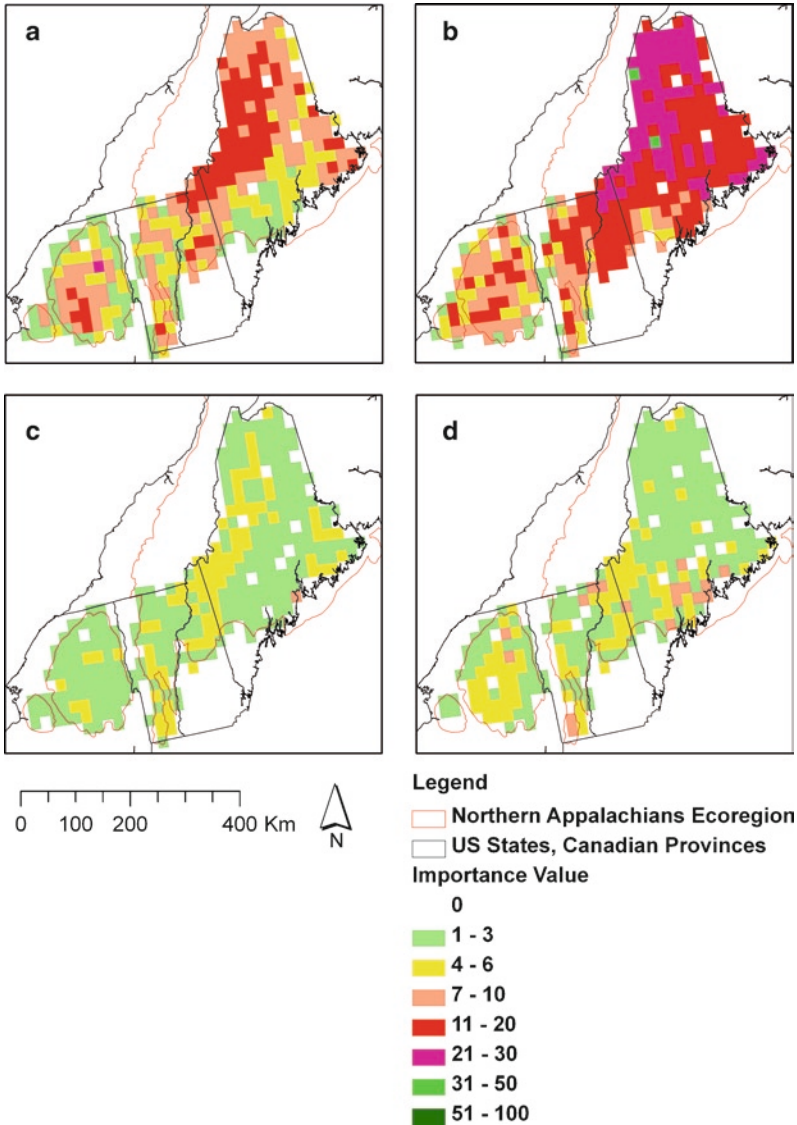 a
b
c
d
0 100 200 400 Km
N
Legend
Northern Appalachians Ecoregion
US States, Canadian Provinces
Importance Value
0
1 - 3
4 - 6
7 - 10
11 - 20
21 - 30
31 - 50
51 - 100